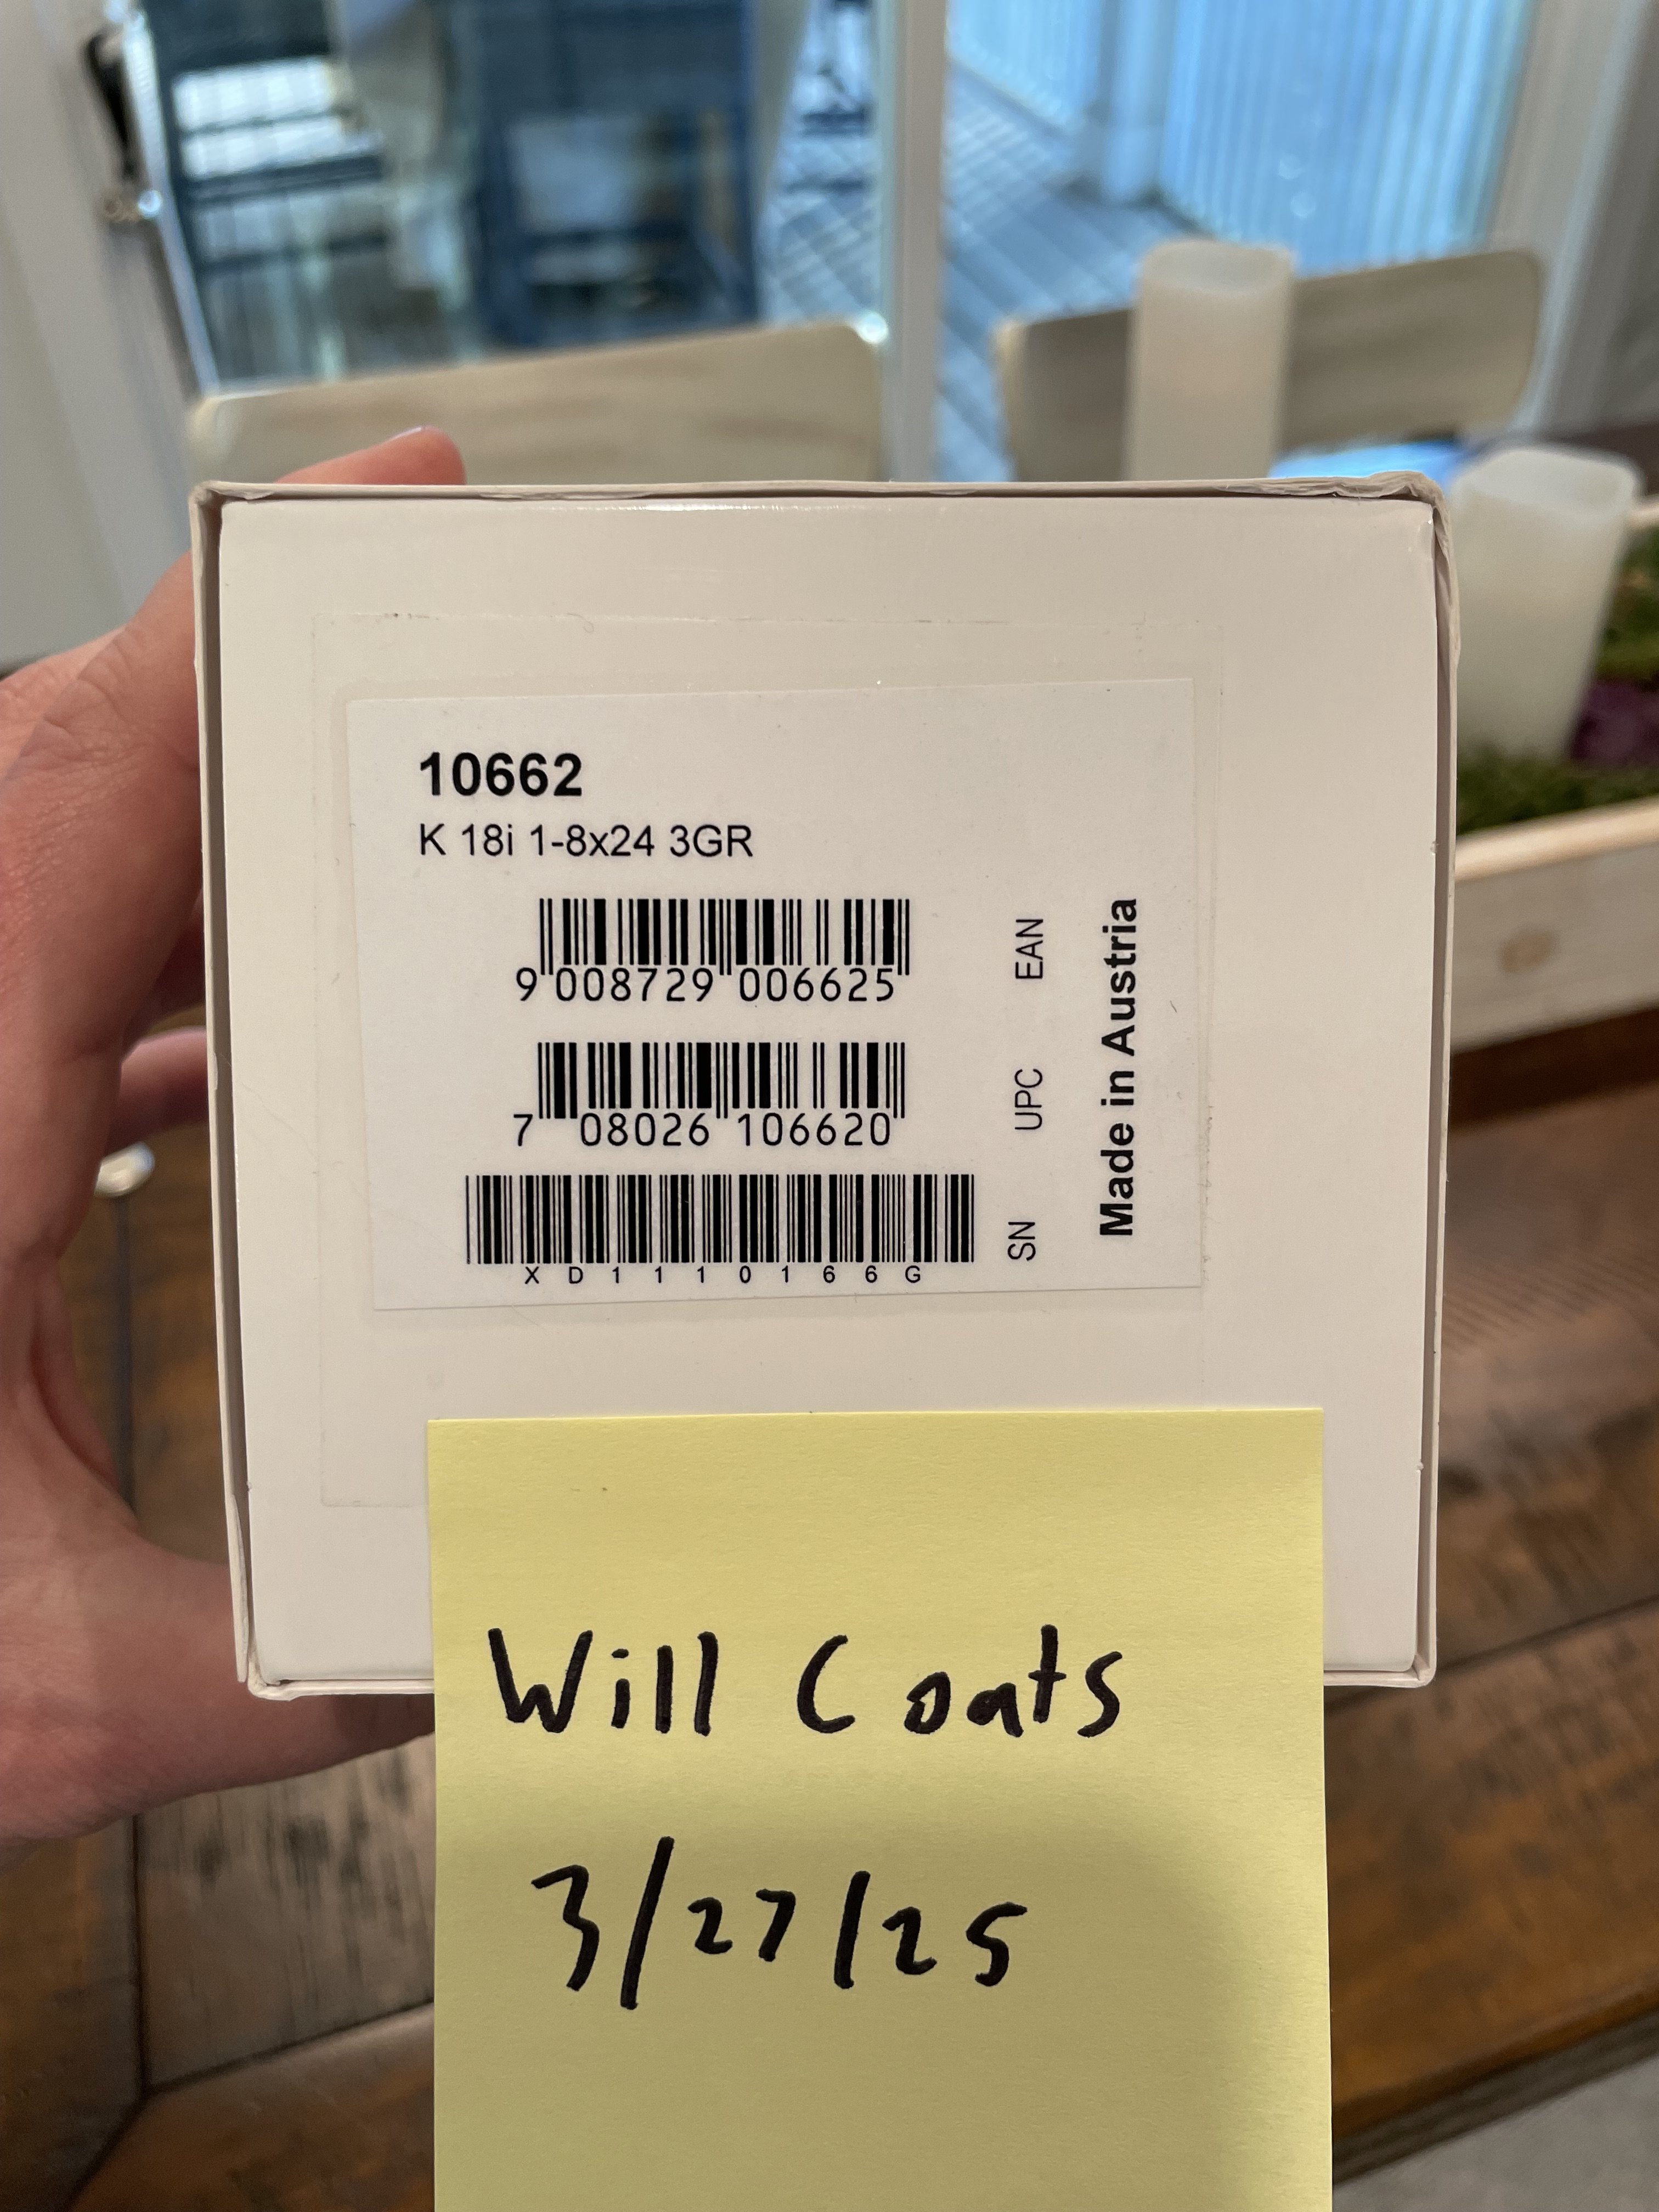 10662
K 18i 1-8x24 3GR
9 008729 006625
EAN
7 08026 106620
UPC
XD1110166G
SN
Made in Austria
Will Coats
3/27/25